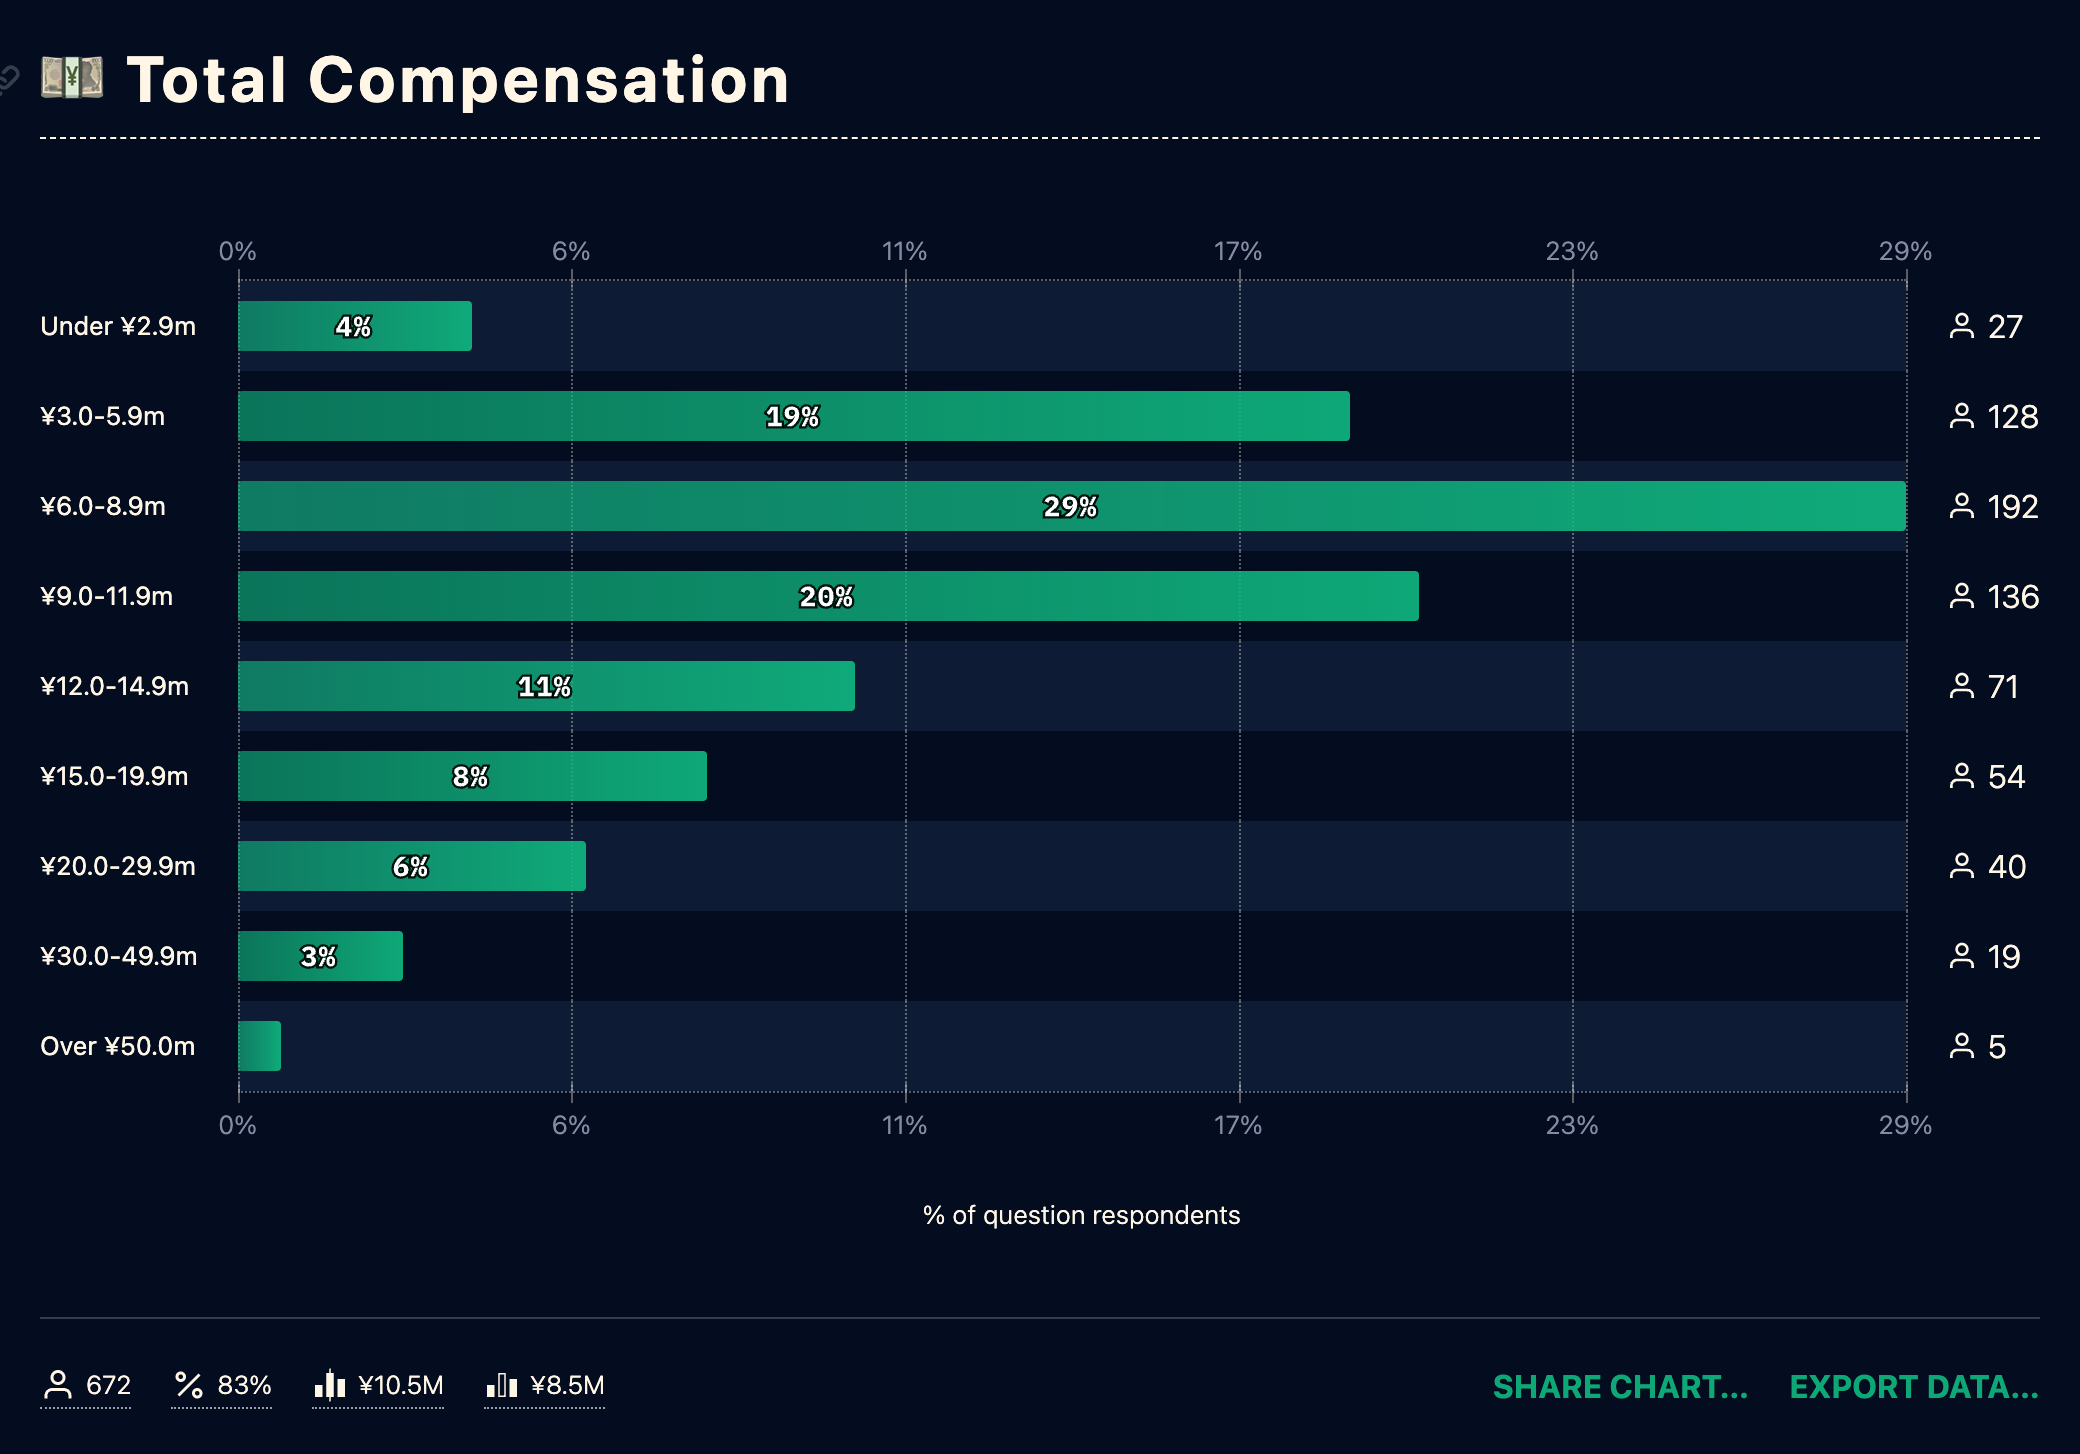 Total Compensation
0% 6% 11% 17% 23% 29%
Under ¥2.9m 4% 27
¥3.0-5.9m 19% 128
¥6.0-8.9m 29% 192
¥9.0-11.9m 20% 136
¥12.0-14.9m 11% 71
¥15.0-19.9m 8% 54
¥20.0-29.9m 6% 40
¥30.0-49.9m 3% 19
Over ¥50.0m 5
0% 6% 11% 17% 23% 29%
% of question respondents
672 % 83% ¥10.5M ¥8.5M SHARE CHART... EXPORT DATA...